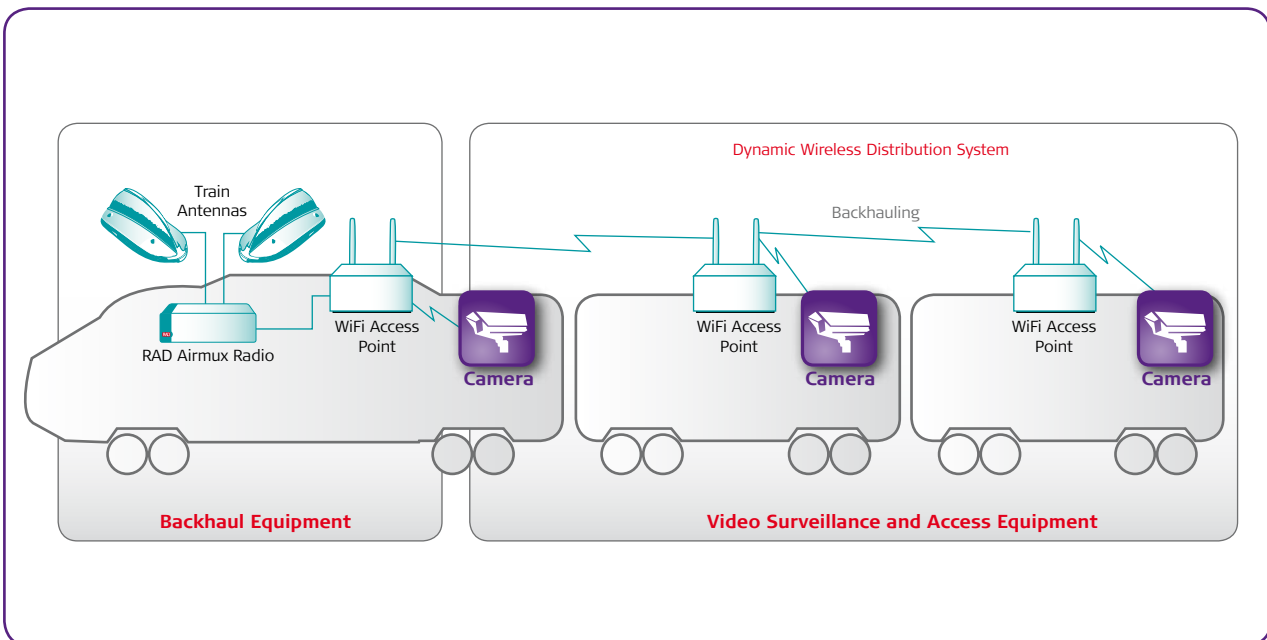 Dynamic Wireless Distribution System
Train
Antennas
Backhauling
RAD Airmux Radio
WiFi Access
Point
Camera
WiFi Access
Point
Camera
WiFi Access
Point
Camera
Backhaul Equipment
Video Surveillance and Access Equipment